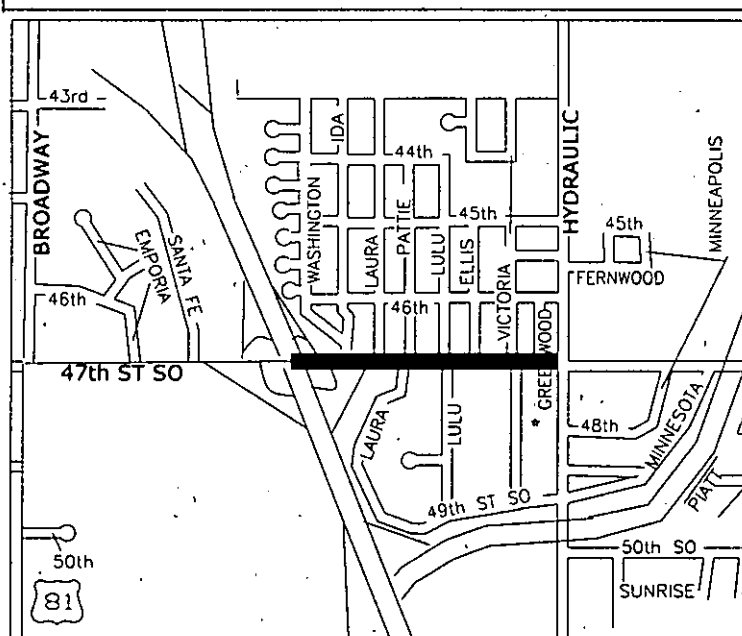 43rd
BROADWAY
IDA
44th
HYDRAULIC
MINNEAPOLIS
WASHINGTON
LAURA
PATTIE
45th
LULU
ELLIS
45th
EMPORIA
SANTA FE
VICTORIA
FERNWOOD
46th
46th
GREENWOOD
47th ST SO
LAURA
LULU
48th
MINNESOTA
49th ST SO
PIATT
50th
50th SO
81
SUNRISE